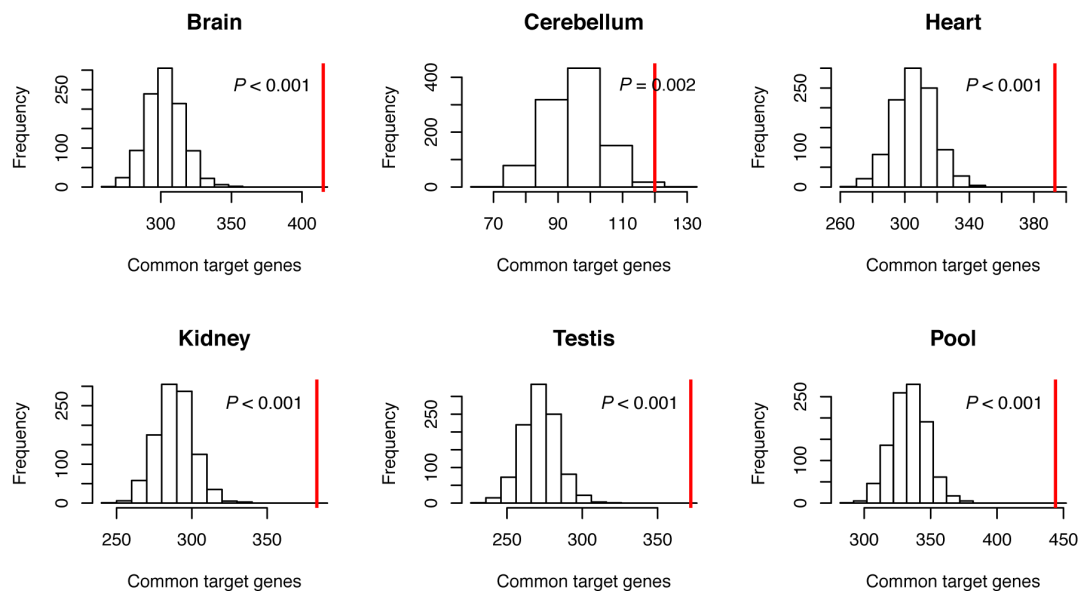 Brain Cerebellum Heart
Frequency 0 100 250 P < 0.001 300 350 400 Common target genes
Frequency 0 200 400 P = 0.002 70 90 110 130 Common target genes
Frequency 0 100 250 P < 0.001 260 300 340 380 Common target genes
Kidney Testis Pool
Frequency 0 100 250 P < 0.001 250 300 350 Common target genes
Frequency 0 100 250 P < 0.001 250 300 350 Common target genes
Frequency 0 100 250 P < 0.001 300 350 400 450 Common target genes